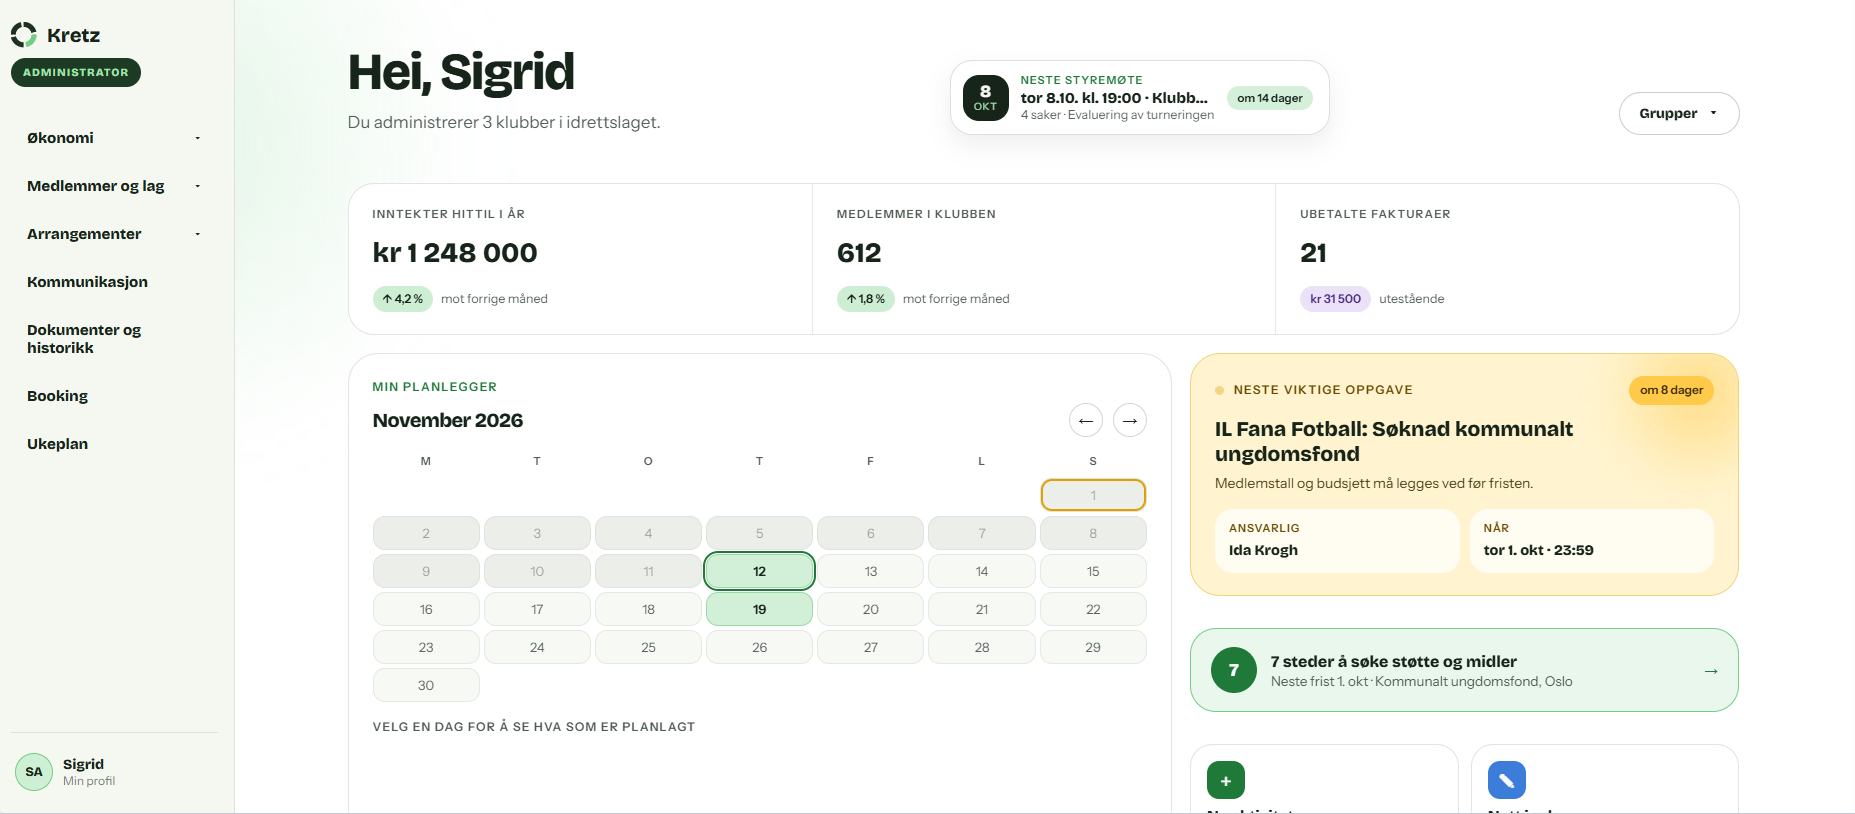 Kretz
ADMINISTRATOR
Økonomi
Medlemmer og lag
Arrangementer
Kommunikasjon
Dokumenter og
historikk
Booking
Ukeplan
SA
Sigrid
Min profil
Hei, Sigrid
Du administrerer 3 klubber i idrettslaget.
8
OKT
NESTE STYREMØTE
tor 8.10. kl. 19:00 · Klubb...
4 saker · Evaluering av turneringen
om 14 dager
Grupper
INNTEKTER HITTIL I ÅR
kr 1 248 000
↑ 4,2 % mot forrige måned
MEDLEMMER I KLUBBEN
612
↑ 1,8 % mot forrige måned
UBETALTE FAKTURAER
21
kr 31 500 utestående
MIN PLANLEGGER
November 2026
← →
M T O T F L S
1
2 3 4 5 6 7 8
9 10 11 12 13 14 15
16 17 18 19 20 21 22
23 24 25 26 27 28 29
30
VELG EN DAG FOR Å SE HVA SOM ER PLANLAGT
NESTE VIKTIGE OPPGAVE
om 8 dager
IL Fana Fotball: Søknad kommunalt
ungdomsfond
Medlemstall og budsjett må legges ved før fristen.
ANSVARLIG
Ida Krogh
NÅR
tor 1. okt · 23:59
7
7 steder å søke støtte og midler
Neste frist 1. okt · Kommunalt ungdomsfond, Oslo
→
+